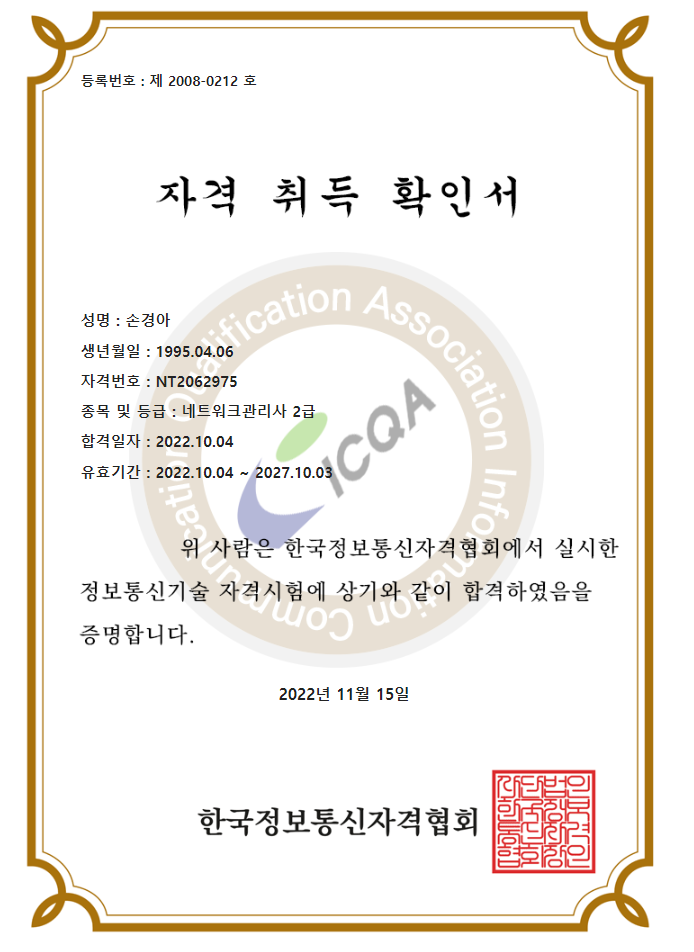 등록번호 : 제 2008-0212 호
자격 취득 확인서
성명 : 손경아
생년월일 : 1995.04.06
자격번호 : NT2062975
종목 및 등급 : 네트워크관리사 2급
합격일자 : 2022.10.04
유효기간 : 2022.10.04 ~ 2027.10.03
Information Communication Qualification Association
ICQA
위 사람은 한국정보통신자격협회에서 실시한
정보통신기술 자격시험에 상기와 같이 합격하였음을
증명합니다.
2022년 11월 15일
한국정보통신자격협회